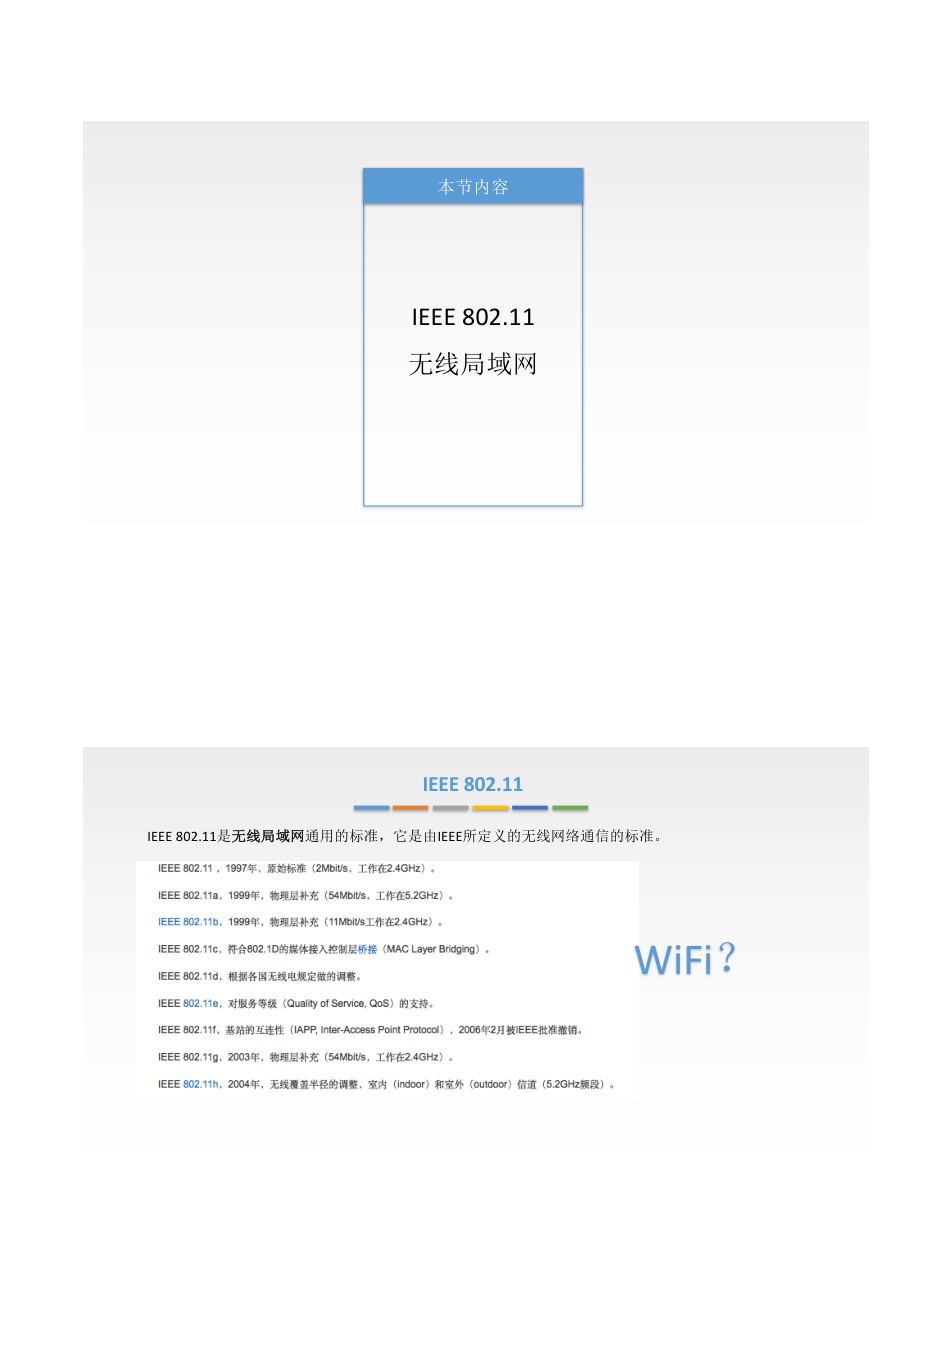 本节内容
IEEE 802.11
无线局域网
IEEE 802.11
IEEE 802.11是无线局域网通用的标准，它是由IEEE所定义的无线网络通信的标准。
IEEE 802.11 ，1997年，原始标准（2Mbit/s，工作在2.4GHz）。
IEEE 802.11a，1999年，物理层补充（54Mbit/s，工作在5.2GHz）。
IEEE 802.11b，1999年，物理层补充（11Mbit/s工作在2.4GHz）。
IEEE 802.11c，符合802.1D的媒体接入控制层桥接（MAC Layer Bridging）。
IEEE 802.11d，根据各国无线电规定做的调整。
IEEE 802.11e，对服务等级（Quality of Service, QoS）的支持。
IEEE 802.11f，基站的互连性（IAPP, Inter-Access Point Protocol），2006年2月被IEEE批准撤销。
IEEE 802.11g，2003年，物理层补充（54Mbit/s，工作在2.4GHz）。
IEEE 802.11h，2004年，无线覆盖半径的调整，室内（indoor）和室外（outdoor）信道（5.2GHz频段）。
WiFi？